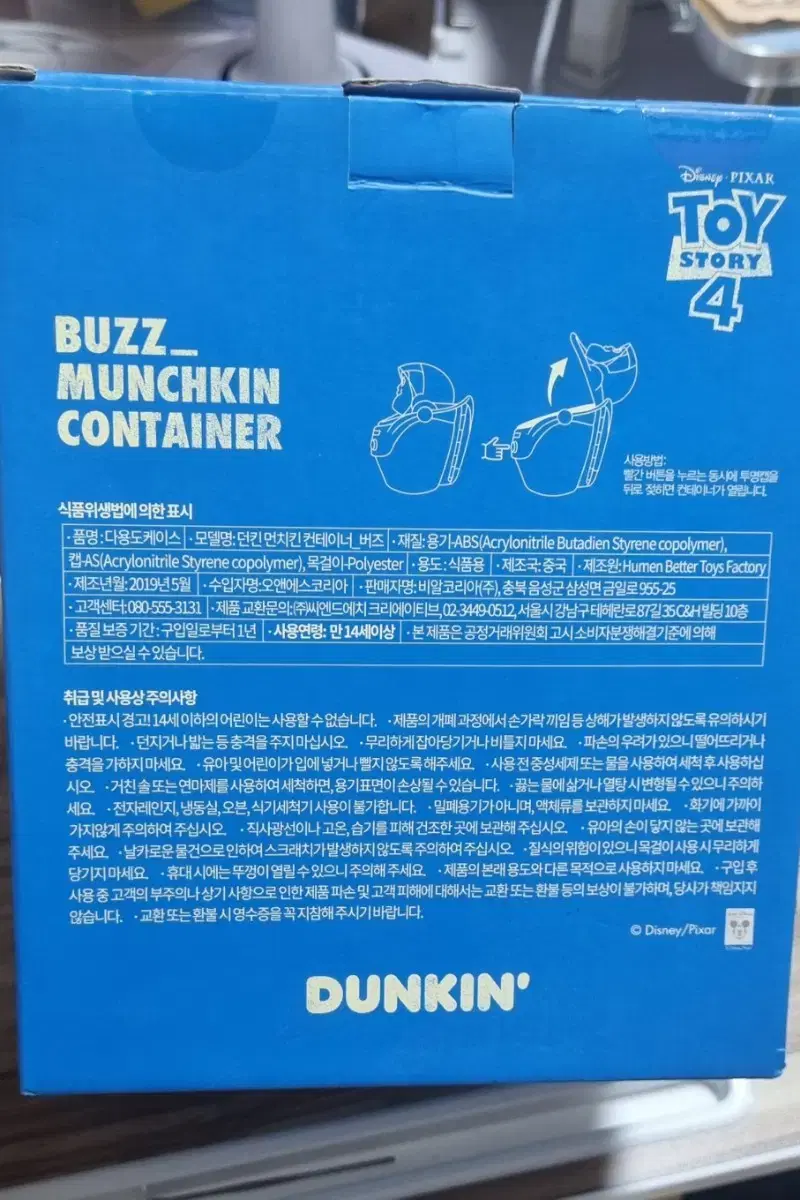 Disney · PIXAR
TOY
STORY
4
BUZZ_
MUNCHKIN
CONTAINER
사용방법:
빨간 버튼을 누르는 동시에 투명캡을
뒤로 젖히면 컨테이너가 열립니다.
식품위생법에 의한 표시
· 품명 : 다용도케이스 · 모델명: 던킨 먼치킨 컨테이너_버즈 · 재질: 용기-ABS(Acrylonitrile Butadien Styrene copolymer),
캡-AS(Acrylonitrile Styrene copolymer), 목걸이-Polyester · 용도 : 식품용 · 제조국: 중국 · 제조원: Humen Better Toys Factory
· 제조년월: 2019년 5월 · 수입자명:오앤에스코리아 · 판매자명: 비알코리아(주), 충북 음성군 삼성면 금일로 955-25
· 고객센터: 080-555-3131 · 제품 교환문의: ㈜씨엔드에치 크리에이티브, 02-3449-0512, 서울시 강남구 테헤란로 87길 35 C&H 빌딩 10층
· 품질 보증 기간 : 구입일로부터 1년 · 사용연령: 만 14세이상 · 본 제품은 공정거래위원회 고시 소비자분쟁해결기준에 의해
보상 받으실 수 있습니다.
취급 및 사용상 주의사항
· 안전표시 경고! 14세 이하의 어린이는 사용할 수 없습니다. · 제품의 개폐 과정에서 손가락 끼임 등 상해가 발생하지 않도록 유의하시기
바랍니다. · 던지거나 밟는 등 충격을 주지 마십시오. · 무리하게 잡아당기거나 비틀지 마세요. · 파손의 우려가 있으니 떨어뜨리거나
충격을 가하지 마세요. · 유아 및 어린이가 입에 넣거나 빨지 않도록 해주세요. · 사용 전 중성세제 또는 물을 사용하여 세척 후 사용하십
시오. · 거친 솔 또는 연마제를 사용하여 세척하면, 용기 표면이 손상될 수 있습니다. · 끓는 물에 삶거나 열탕 시 변형될 수 있으니 주의하
세요. · 전자레인지, 냉동실, 오븐, 식기세척기 사용이 불가합니다. · 밀폐용기가 아니며, 액체류를 보관하지 마세요. · 화기에 가까이
가지않게 주의하여 주십시오. · 직사광선이나 고온, 습기를 피해 건조한 곳에 보관해 주십시오. · 유아의 손이 닿지 않는 곳에 보관해
주세요. · 날카로운 물건으로 인하여 스크래치가 발생하지 않도록 주의하여 주십시오. · 질식의 위험이 있으니 목걸이 사용 시 무리하게
당기지 마세요. · 휴대 시에는 뚜껑이 열릴 수 있으니 주의해 주세요. · 제품의 본래 용도와 다른 목적으로 사용하지 마세요. · 구입 후
사용 중 고객의 부주의나 상기 사항으로 인한 제품 파손 및 고객 피해에 대해서는 교환 또는 환불 등의 보상이 불가하며, 당사가 책임지지
않습니다. · 교환 또는 환불 시 영수증을 꼭 지참해 주시기 바랍니다.
© Disney/Pixar
DUNKIN'